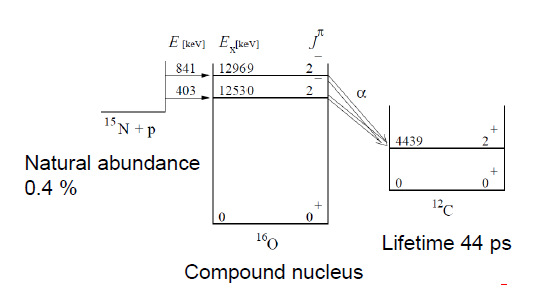 E [keV] Eₓ[keV] Jπ
841 12969 2−
403 12530 2−
α
¹⁵N + p
4439 2+
Natural abundance
0.4 %
0 0+
0 0+
¹²C
¹⁶O
Lifetime 44 ps
Compound nucleus